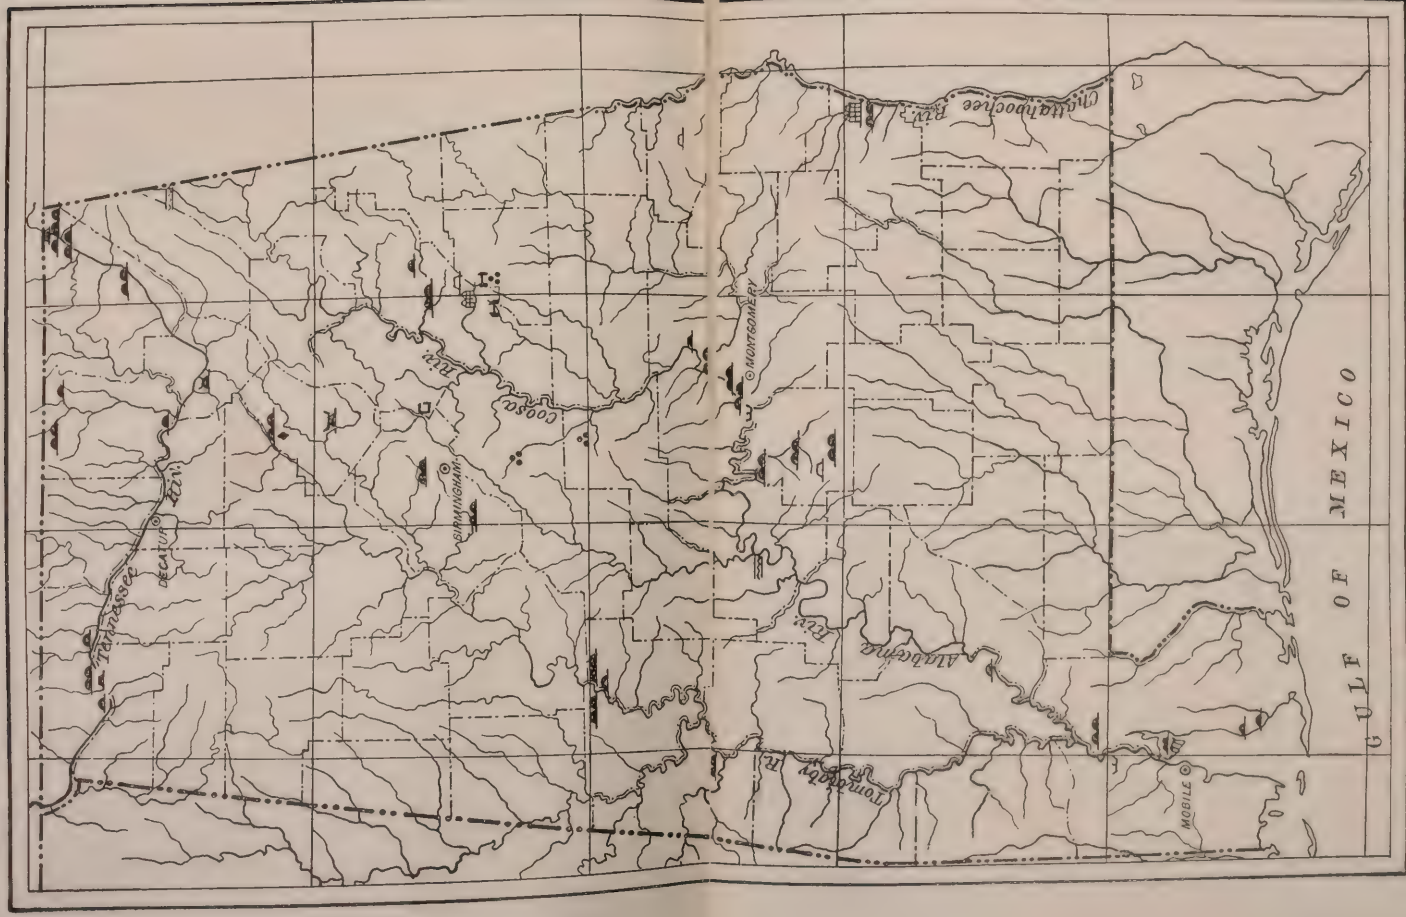 Tennessee
Riv.
DECATUR
BIRMINGHAM
Coosa
Riv.
MONTGOMERY
Chattahoochee
Riv.
Alabama
Riv.
Tombigby
R.
MOBILE
GULF OF MEXICO